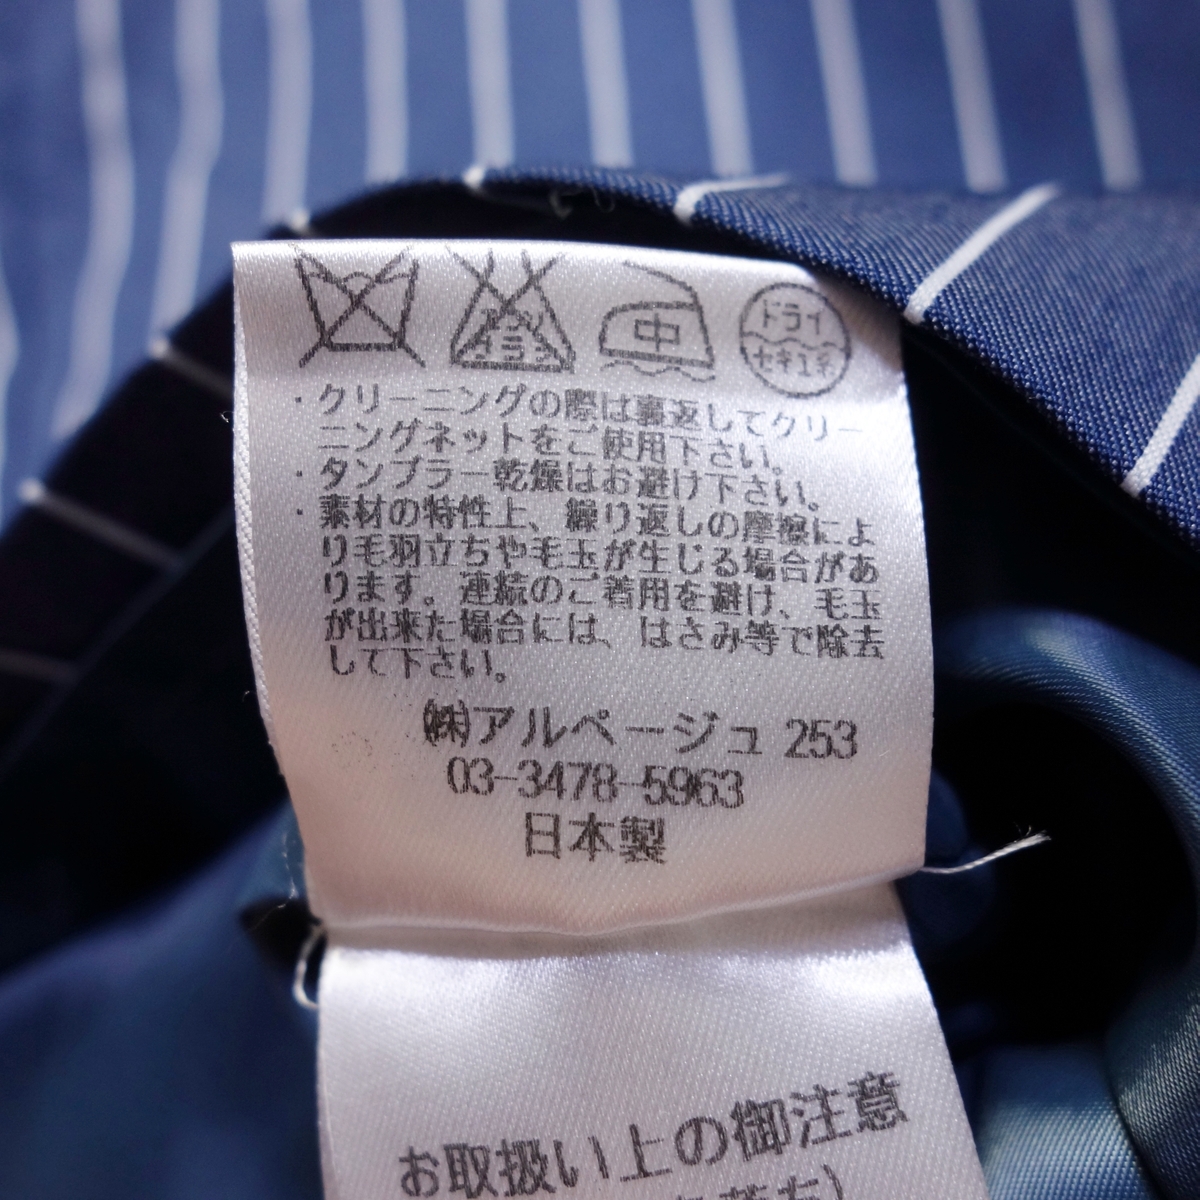 エンソ
サラシ
中
ドライ
セキユ系
・クリーニングの際は裏返してクリー
ニングネットをご使用下さい。
・タンブラー乾燥はお避け下さい。
・素材の特性上、繰り返しの摩擦によ
り毛羽立ちや毛玉が生じる場合があ
ります。連続のご着用を避け、毛玉
が出来た場合には、はさみ等で除去
して下さい。
㈱アルページュ 253
03-3478-5963
日本製
お取扱い上の御注意